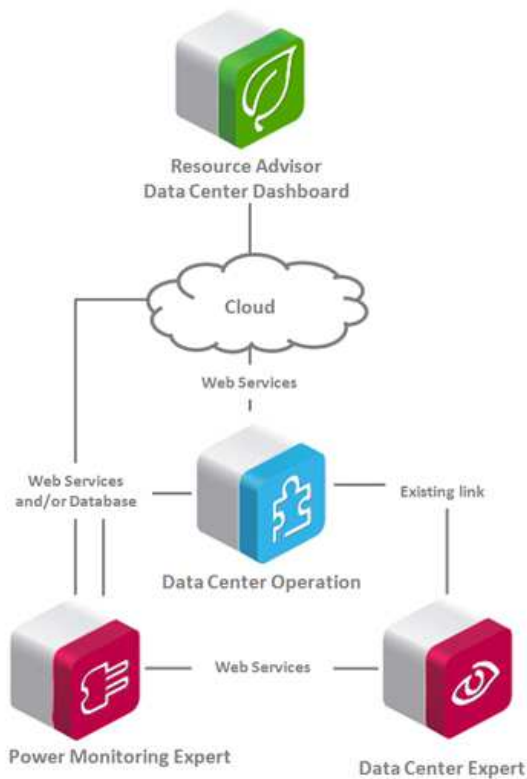 Resource Advisor
Data Center Dashboard
Cloud
Web Services
Web Services
and/or Database
Existing link
Data Center Operation
Web Services
Power Monitoring Expert
Data Center Expert